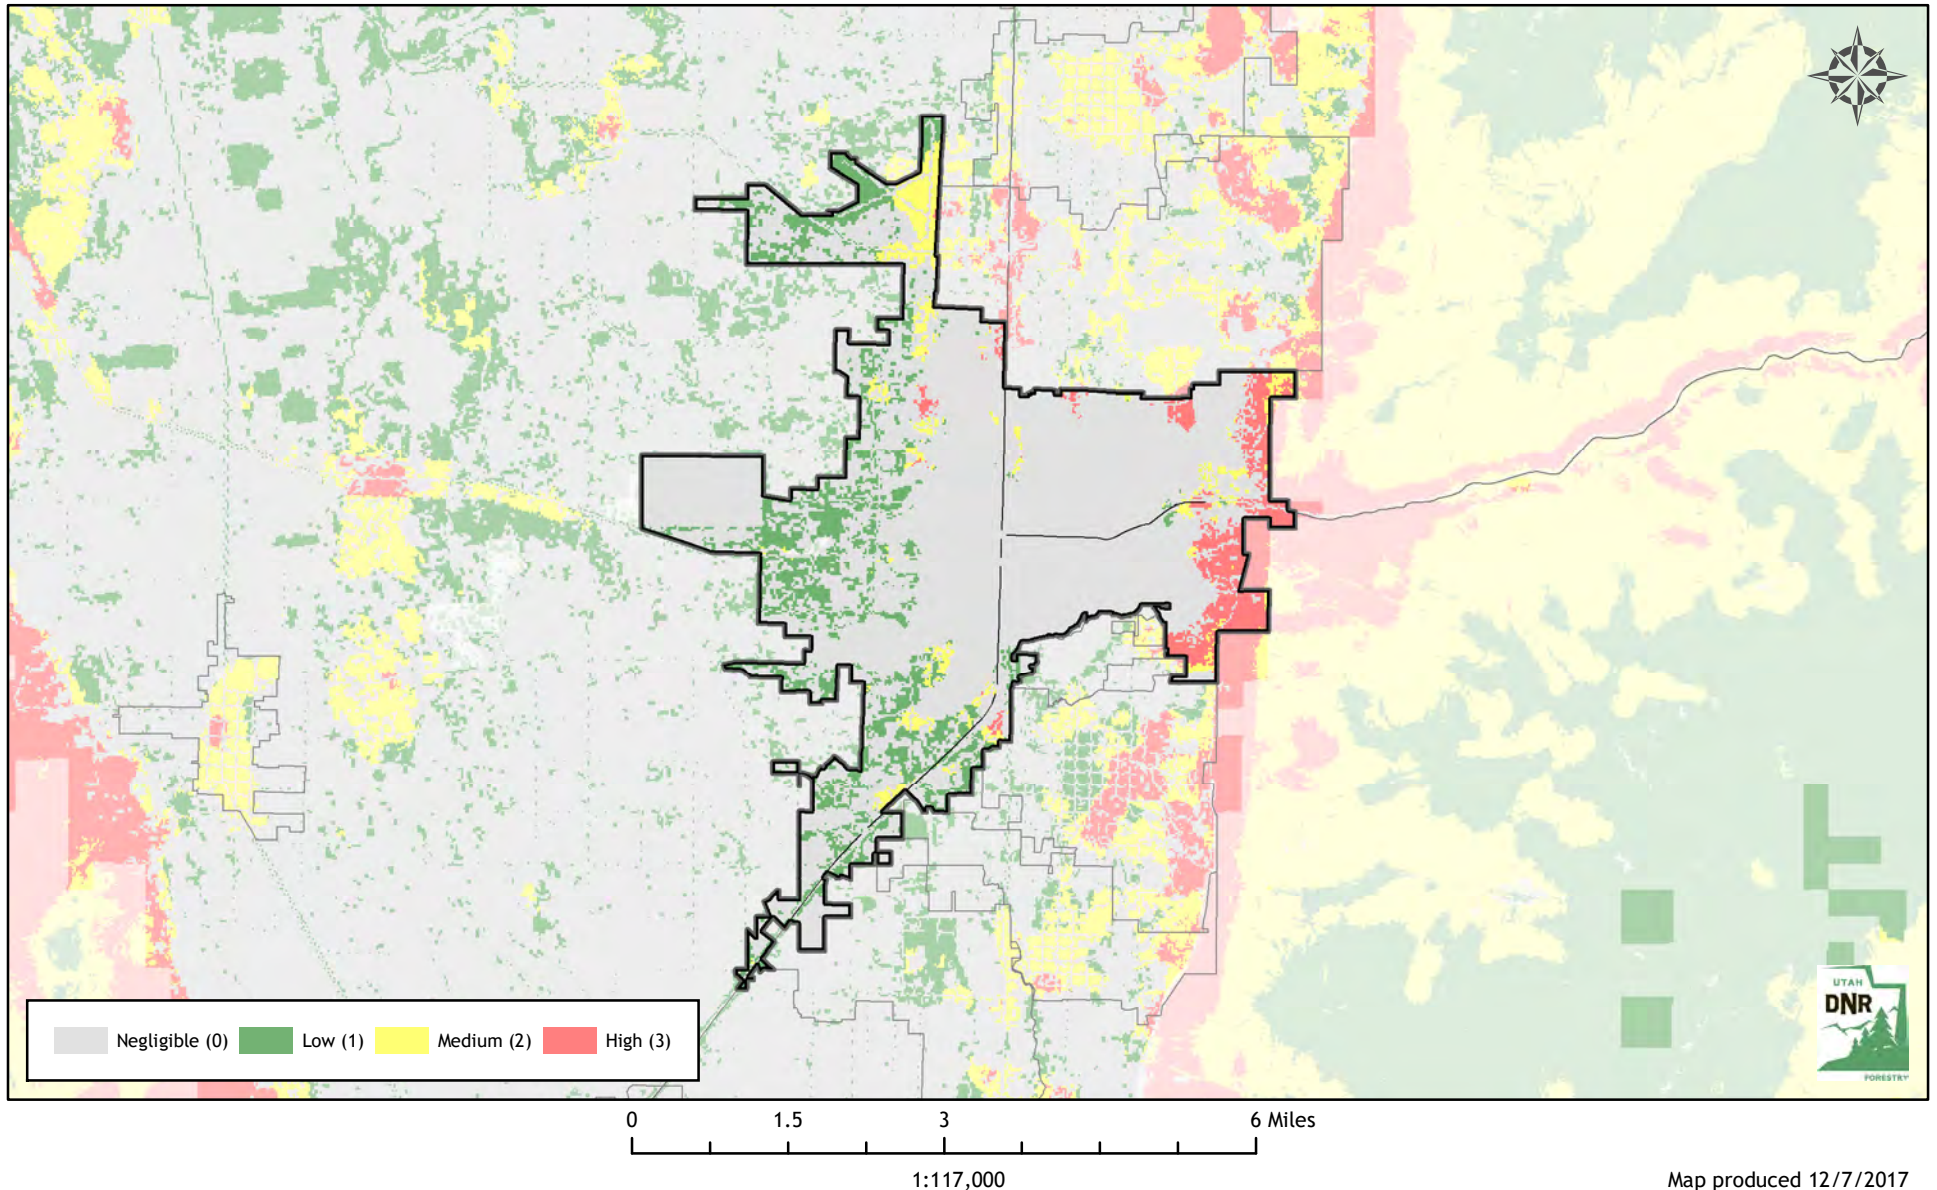 UTAH
DNR
FORESTRY
Negligible (0) Low (1) Medium (2) High (3)
0 1.5 3 6 Miles
1:117,000
Map produced 12/7/2017